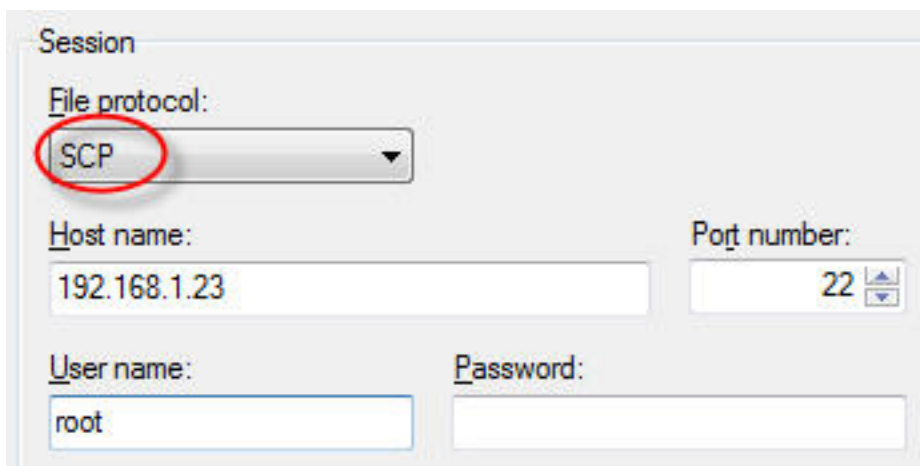 Session
File protocol:
SCP
Host name:
Port number:
192.168.1.23
22
User name:
Password:
root